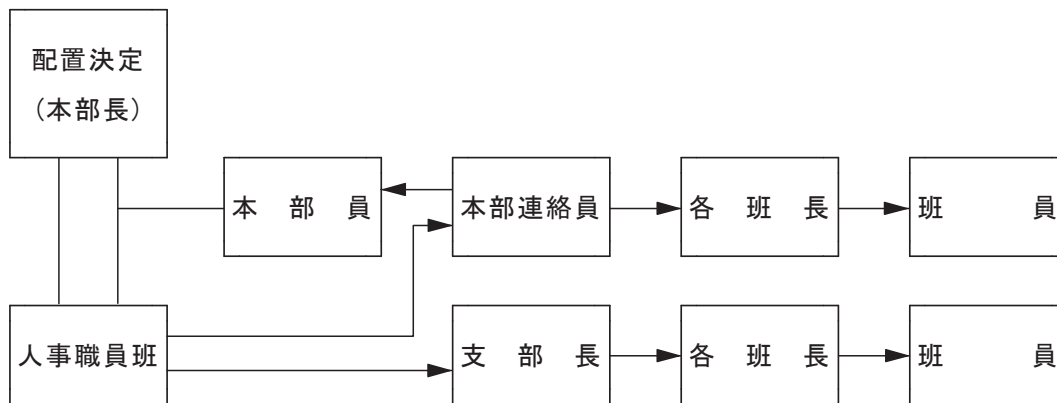 配置決定
（本部長）
本部員
本部連絡員
各班長
班員
人事職員班
支部長
各班長
班員